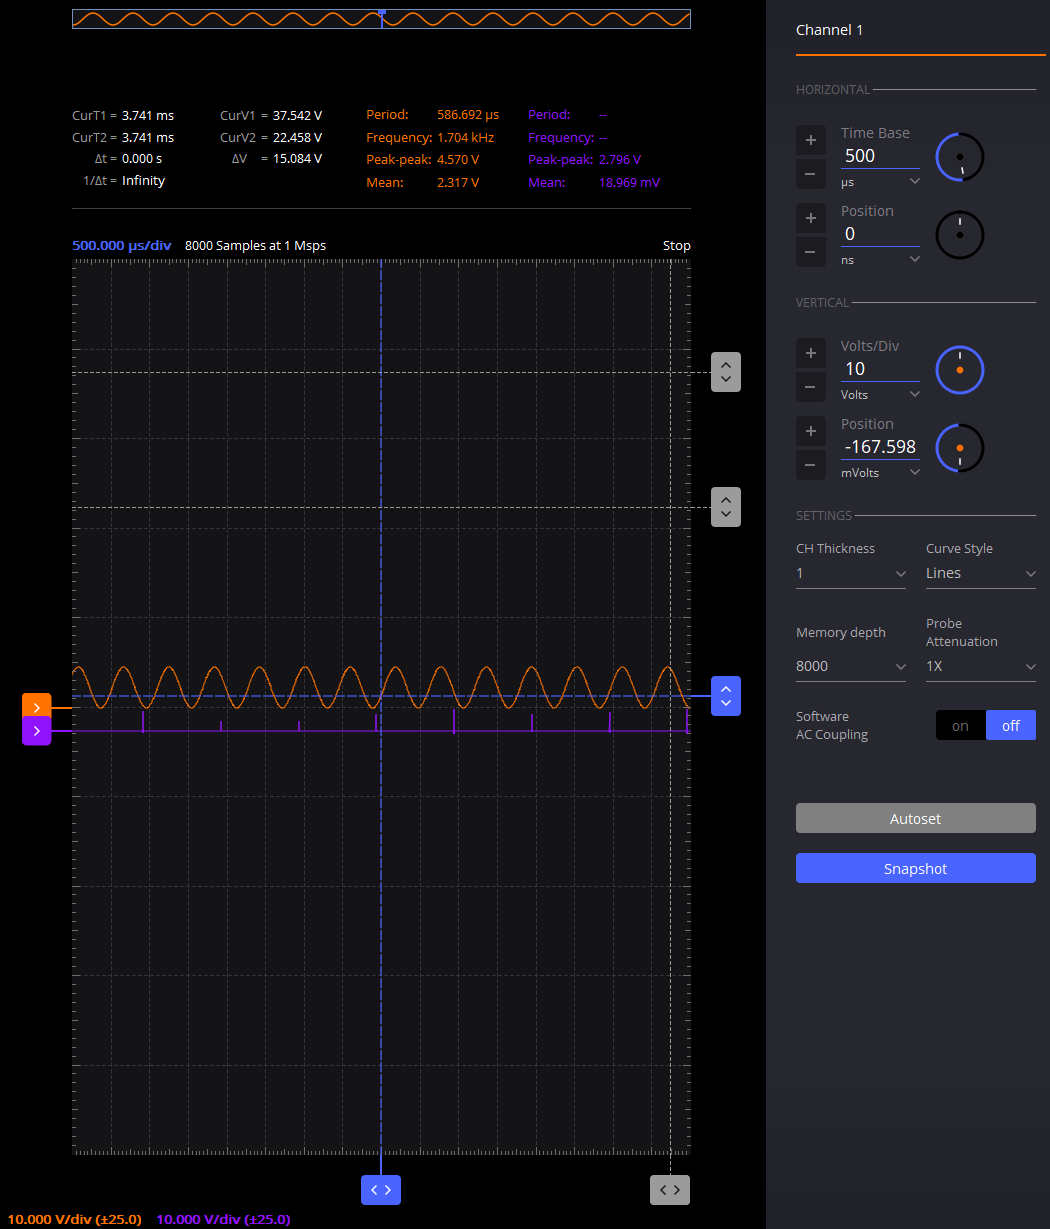 Channel 1
HORIZONTAL
CurT1 = 3.741 ms CurV1 = 37.542 V Period: 586.692 µs Period: --
CurT2 = 3.741 ms CurV2 = 22.458 V Frequency: 1.704 kHz Frequency: --
Δt = 0.000 s ΔV = 15.084 V Peak-peak: 4.570 V Peak-peak: 2.796 V
1/Δt = Infinity Mean: 2.317 V Mean: 18.969 mV
500.000 µs/div 8000 Samples at 1 Msps Stop
+ Time Base
500
− µs
+ Position
0
− ns
VERTICAL
+ Volts/Div
10
− Volts
+ Position
-167.598
− mVolts
SETTINGS
CH Thickness Curve Style
1 Lines
Memory depth Probe
Attenuation
8000 1X
Software
AC Coupling on off
Autoset
Snapshot
10.000 V/div (±25.0) 10.000 V/div (±25.0)